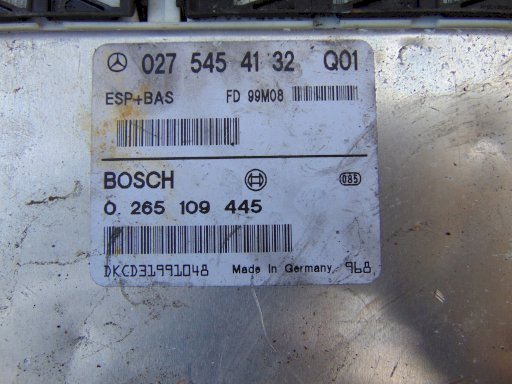 027 545 41 32 Q01
ESP+BAS FD 99M08
BOSCH 085
0 265 109 445
DKCD31991048 Made In Germany 968